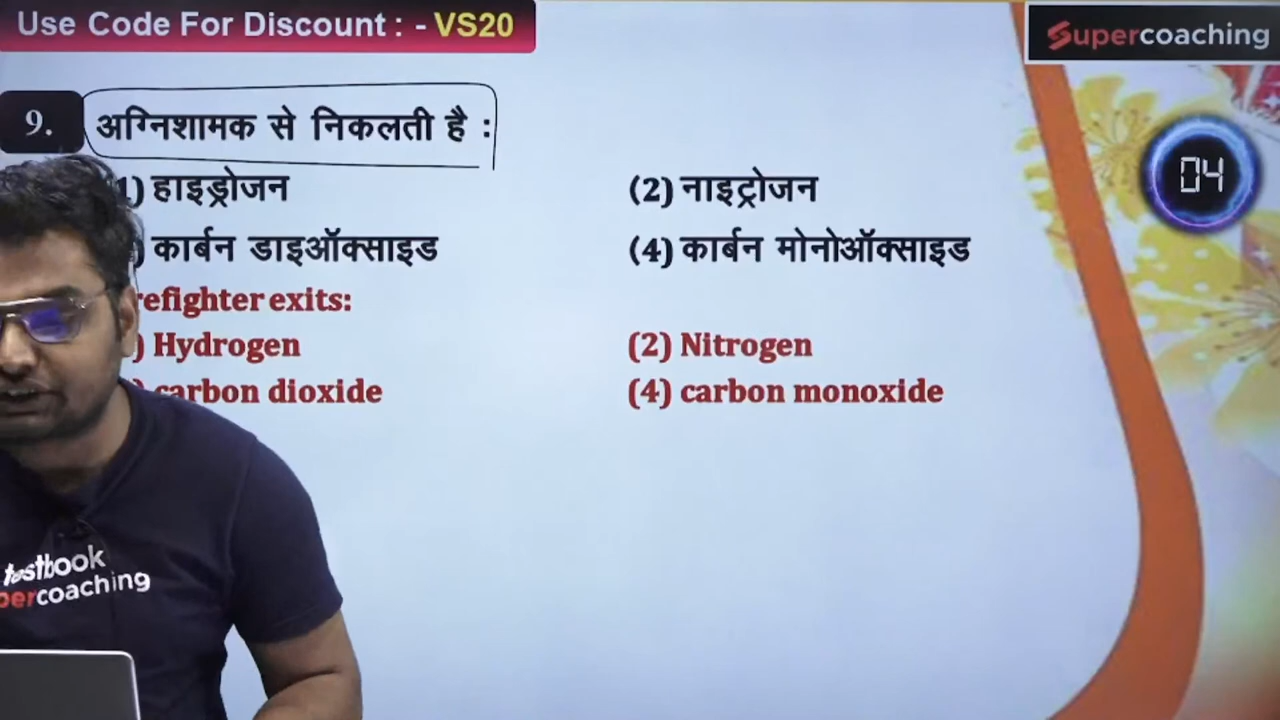 Use Code For Discount : - VS20
Supercoaching
9. अग्निशामक से निकलती है :
1) हाइड्रोजन (2) नाइट्रोजन
) कार्बन डाइऑक्साइड (4) कार्बन मोनोऑक्साइड
refighter exits:
) Hydrogen (2) Nitrogen
) carbon dioxide (4) carbon monoxide
04
testbook
percoaching